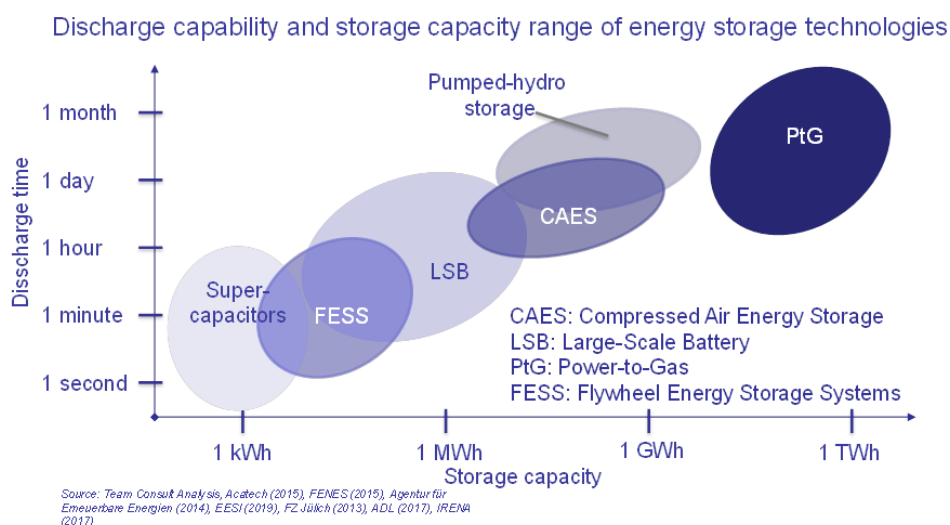 Discharge capability and storage capacity range of energy storage technologies
Pumped-hydro
storage
1 month
PtG
1 day
CAES
Disscharge time
1 hour
LSB
Super-
capacitors
FESS
1 minute
CAES: Compressed Air Energy Storage
LSB: Large-Scale Battery
PtG: Power-to-Gas
1 second
FESS: Flywheel Energy Storage Systems
1 kWh
1 MWh
1 GWh
1 TWh
Storage capacity
Source: Team Consult Analysis, Acatech (2015), FENES (2015), Agentur für
Erneuerbare Energien (2014), EESI (2019), FZ Jülich (2013), ADL (2017), IRENA
(2017)